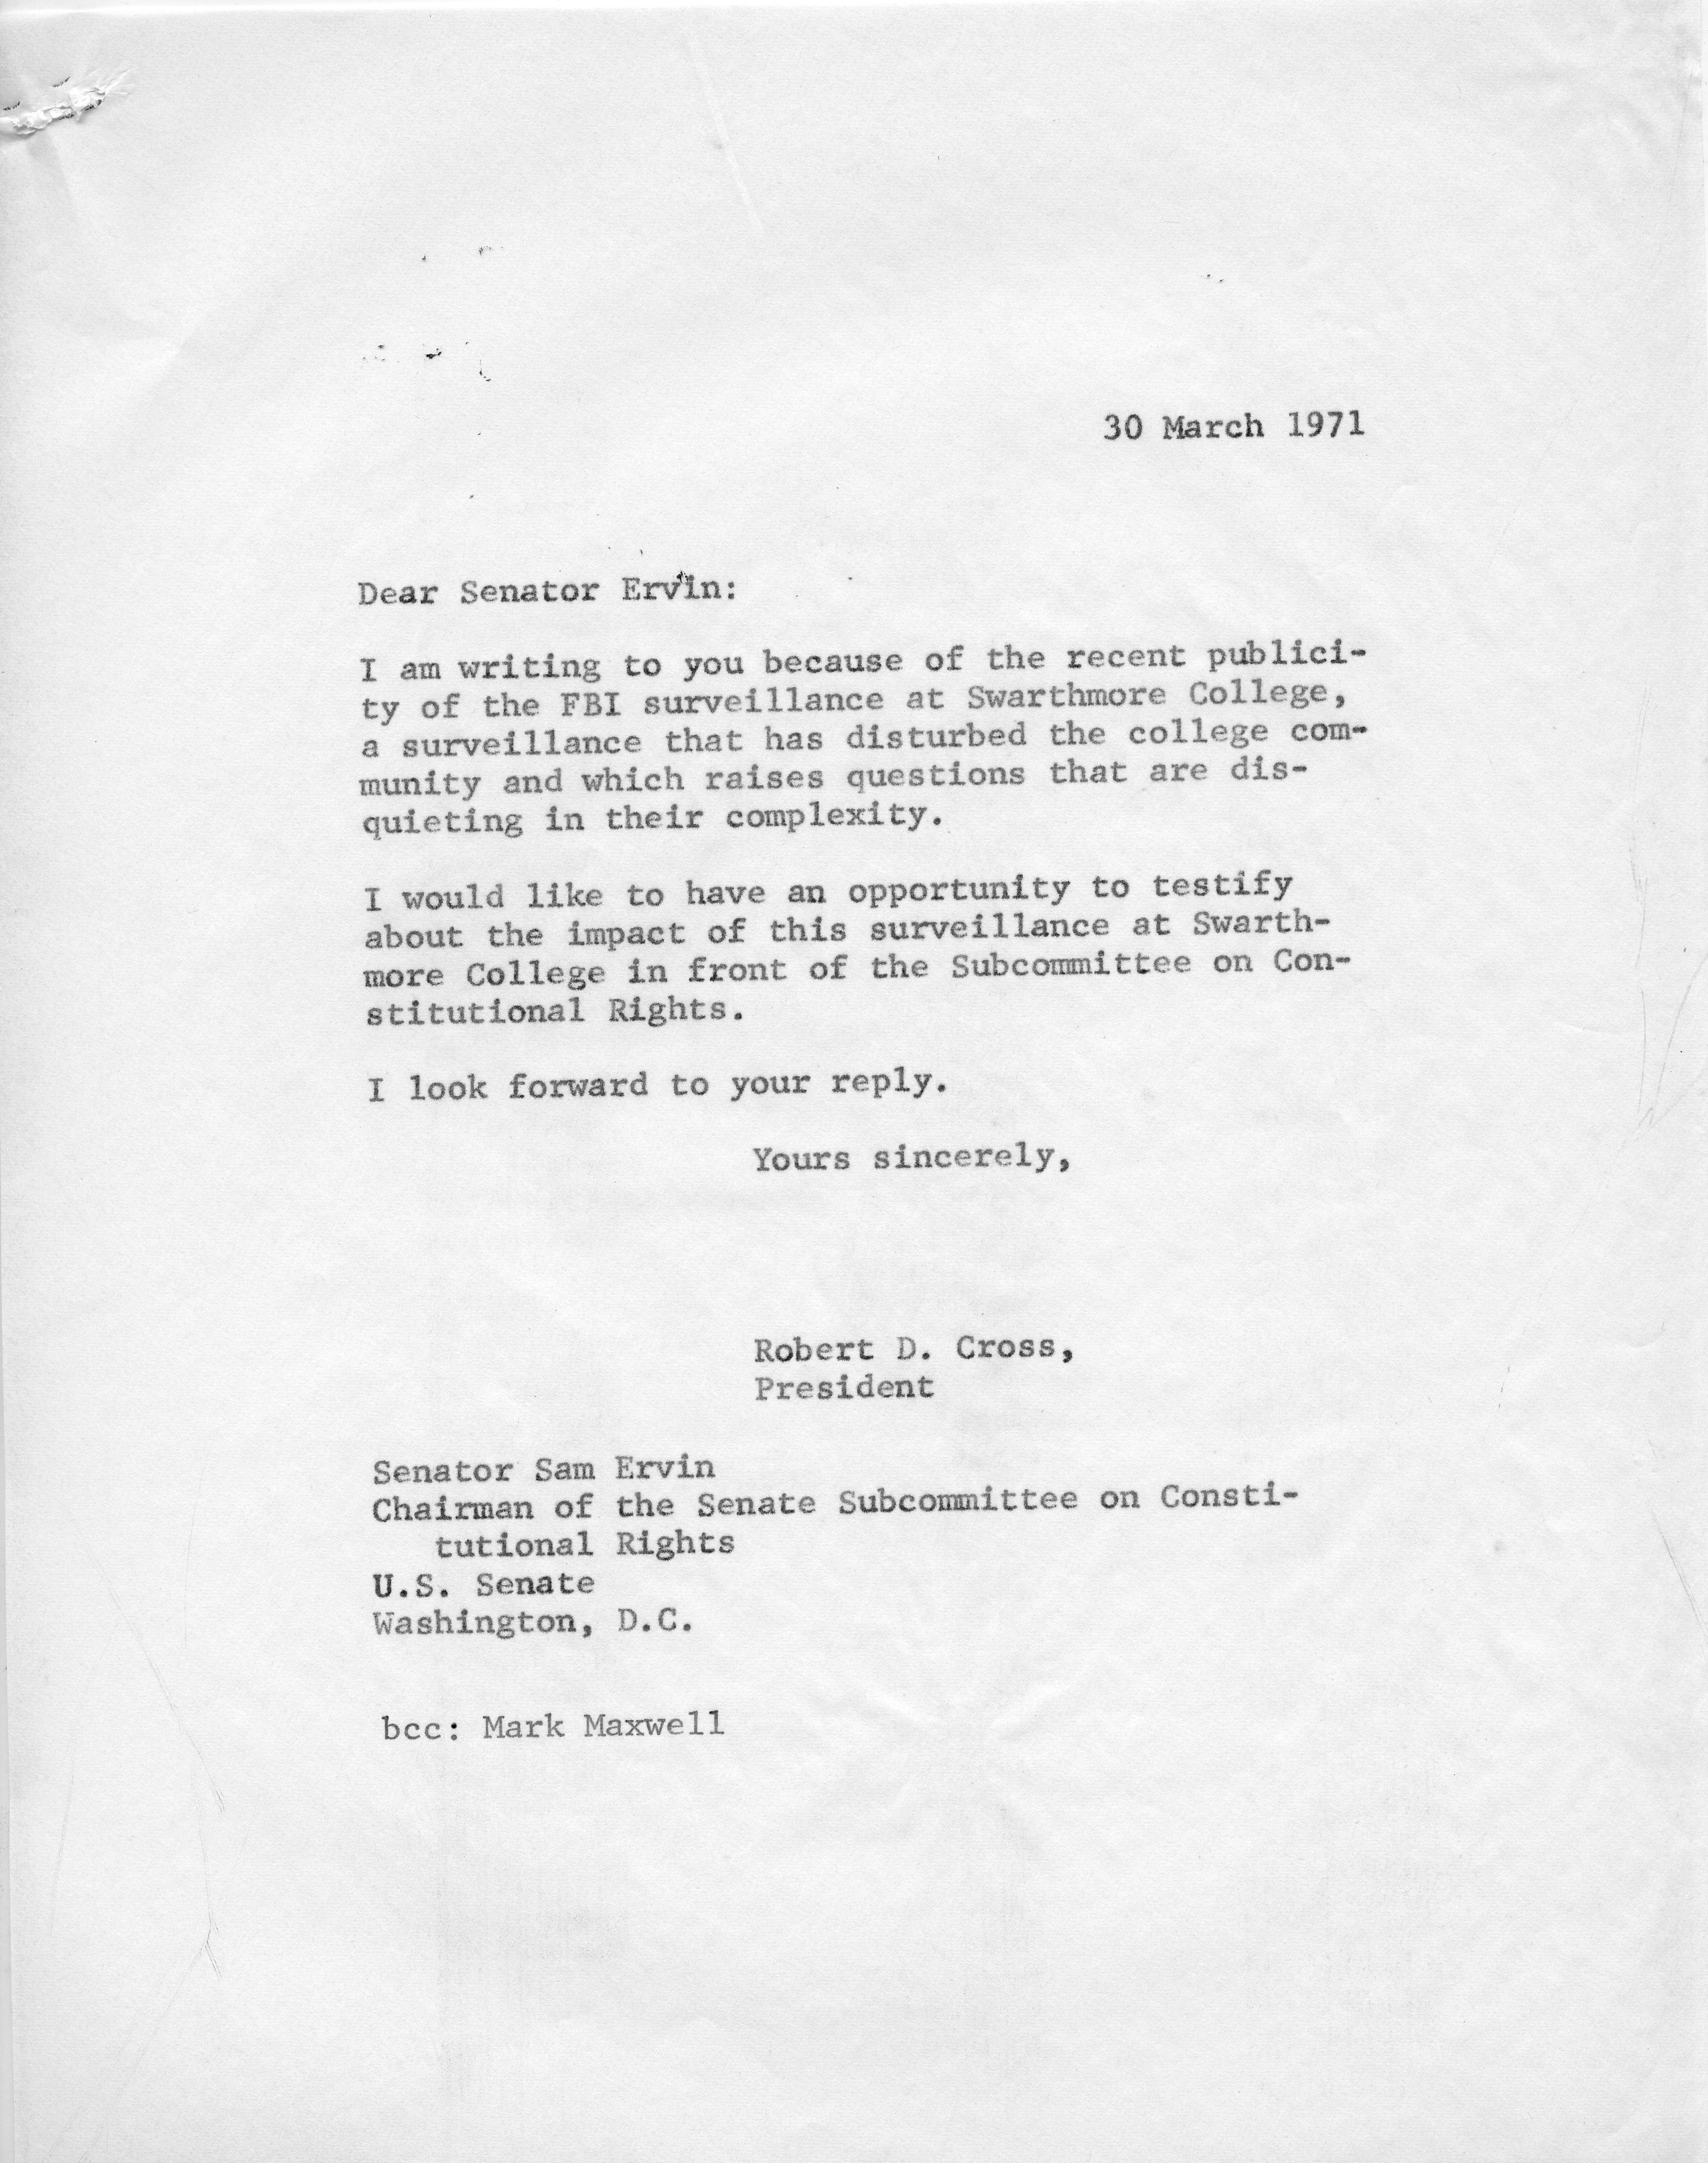 30 March 1971
Dear Senator Ervin:
I am writing to you because of the recent publici-
ty of the FBI surveillance at Swarthmore College,
a surveillance that has disturbed the college com-
munity and which raises questions that are dis-
quieting in their complexity.
I would like to have an opportunity to testify
about the impact of this surveillance at Swarth-
more College in front of the Subcommittee on Con-
stitutional Rights.
I look forward to your reply.
Yours sincerely,
Robert D. Cross,
President
Senator Sam Ervin
Chairman of the Senate Subcommittee on Consti-
tutional Rights
U.S. Senate
Washington, D.C.
bcc: Mark Maxwell